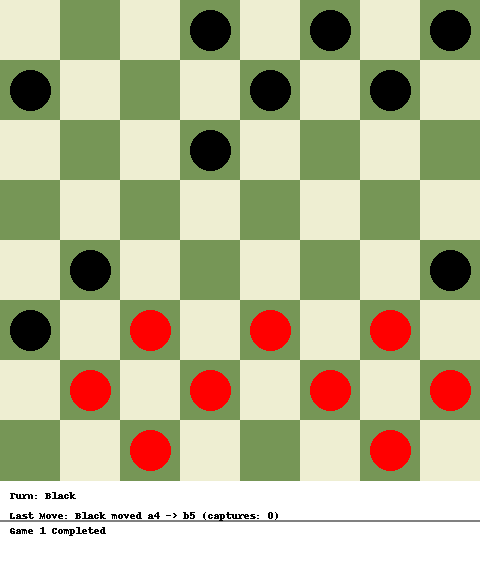 Turn: Black
Last Move: Black moved a4 -> b5 (captures: 0)
Game 1 Completed